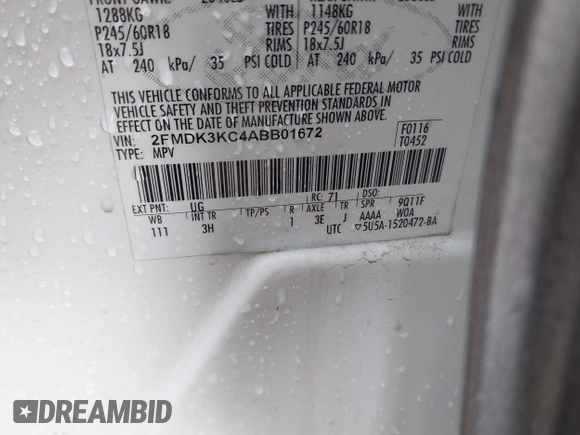 1288KG WITH 1148KG WITH
P245/60R18 TIRES P245/60R18 TIRES
18x7.5J RIMS 18x7.5J RIMS
AT 240 kPa/ 35 PSI COLD AT 240 kPa/ 35 PSI COLD
THIS VEHICLE CONFORMS TO ALL APPLICABLE FEDERAL MOTOR
VEHICLE SAFETY AND THEFT PREVENTION STANDARDS IN
EFFECT ON THE DATE OF MANUFACTURE SHOWN ABOVE.
VIN: 2FMDK3KC4ABB01672 F0116
TYPE: MPV T0452
EXT PNT: UG RC: 71 DSO:
WB INT TR TP/PS R AXLE TR SPR 9Q11F
111 3H 1 3E J AAAA WOA
UTC ▽5U5A-1520472-BA
DREAMBID